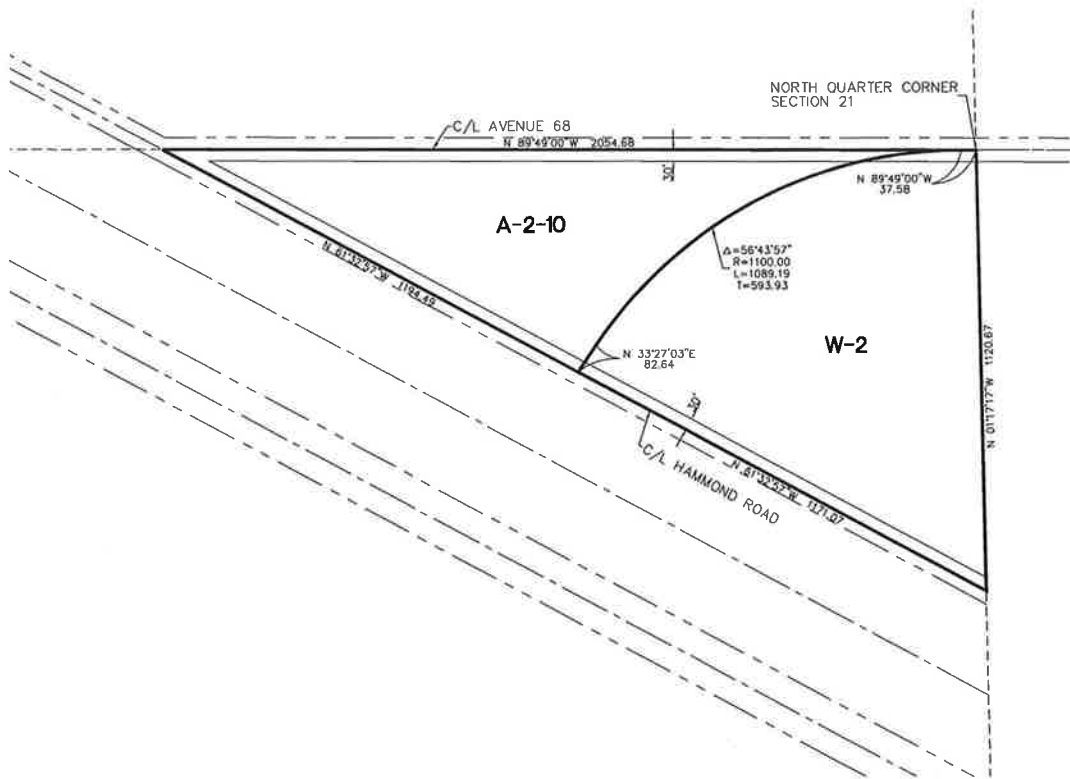 NORTH QUARTER CORNER
SECTION 21
C/L AVENUE 68
N 89°49'00"W 2054.68
30'
N 89°49'00"W
37.58
A-2-10
Δ=56°43'57"
R=1100.00
L=1089.19
T=593.93
N 61°32'57"W 1194.49
W-2
N 33°27'03"E
82.64
N 01°17'17"W 1120.67
30'
C/L HAMMOND ROAD
N 61°32'57"W 1171.07